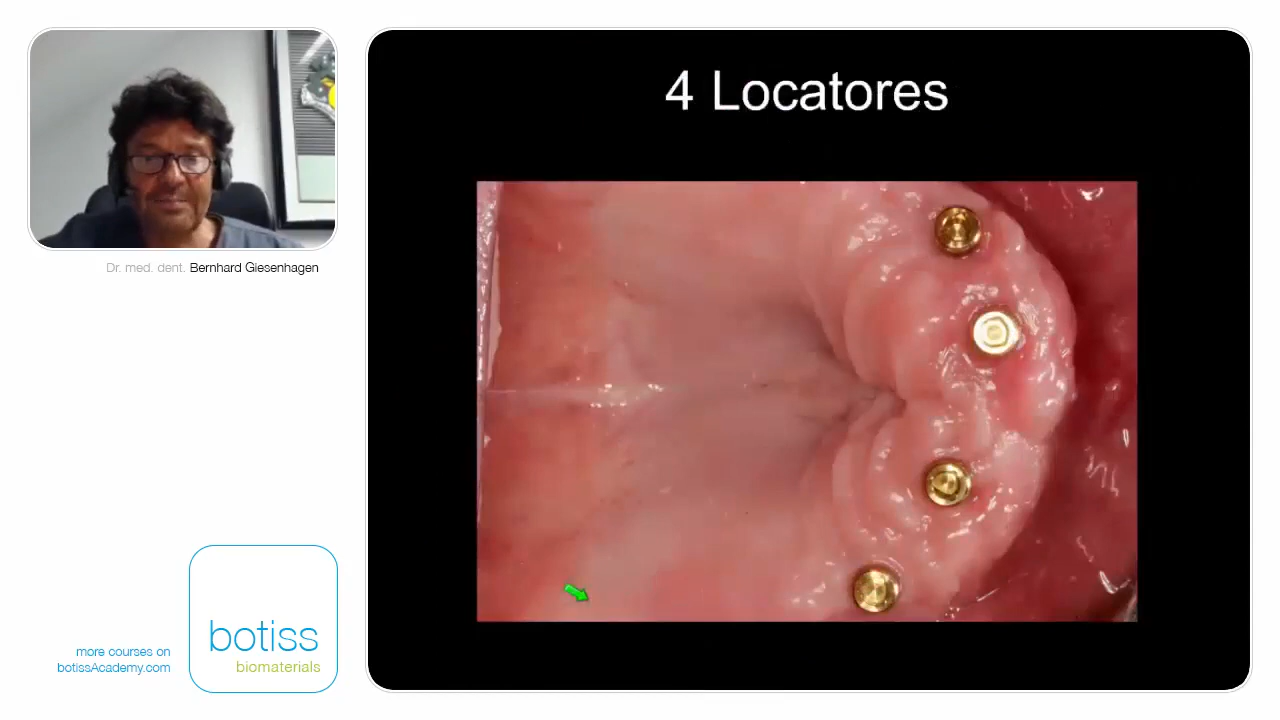 4 Locatores
Dr. med. dent. Bernhard Giesenhagen
more courses on
botissAcademy.com
botiss
biomaterials